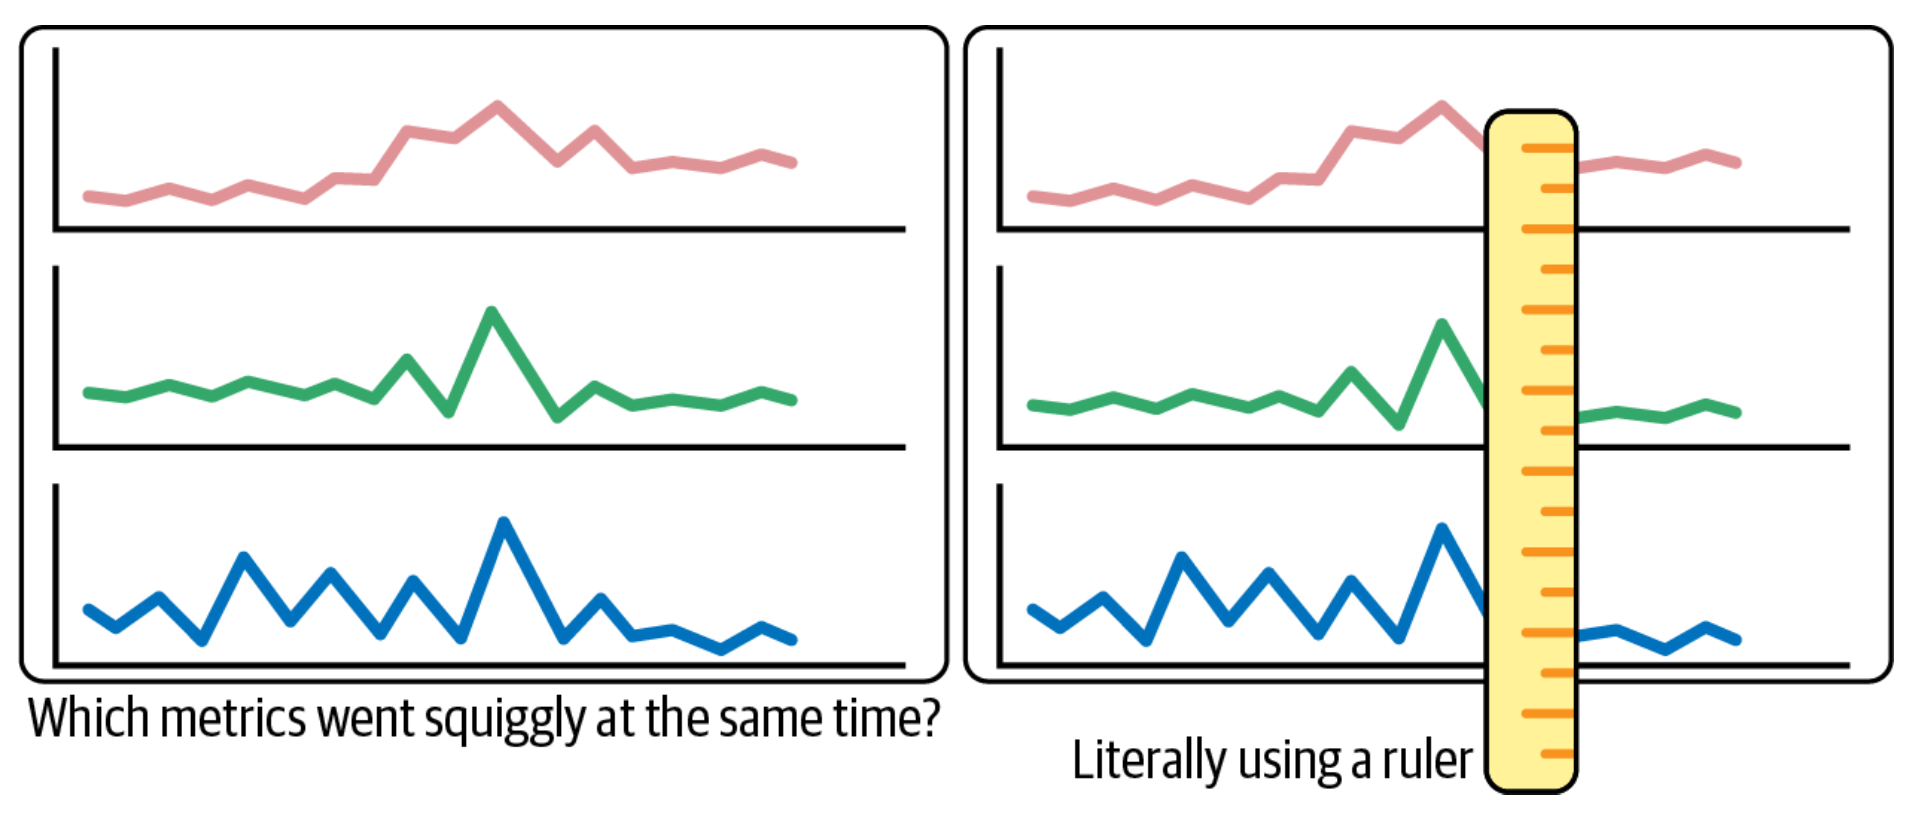 Which metrics went squiggly at the same time?
Literally using a ruler